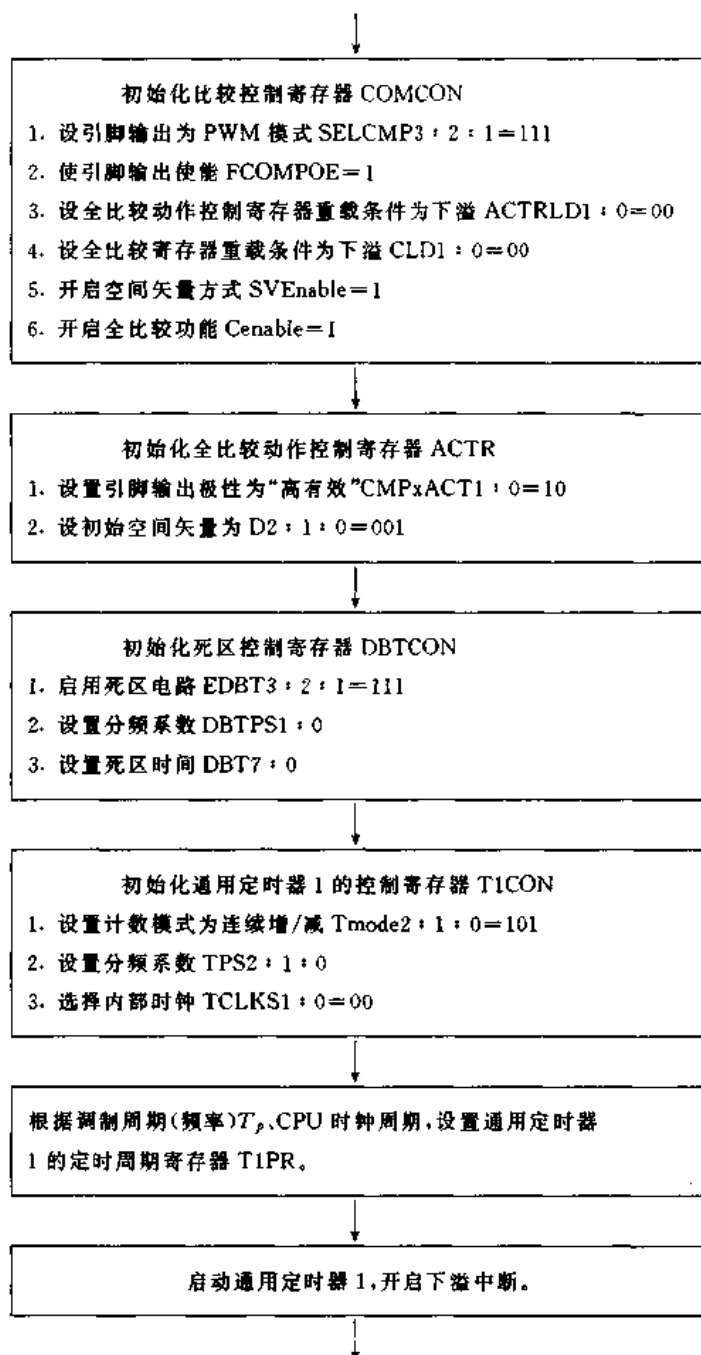 初始化比较控制寄存器 COMCON
1. 设引脚输出为 PWM 模式 SELCMP3：2：1=111
2. 使引脚输出使能 FCOMPOE=1
3. 设全比较动作控制寄存器重载条件为下溢 ACTRLD1：0=00
4. 设全比较寄存器重载条件为下溢 CLD1：0=00
5. 开启空间矢量方式 SVEnable=1
6. 开启全比较功能 Cenable=1
初始化全比较动作控制寄存器 ACTR
1. 设置引脚输出极性为“高有效”CMPxACT1：0=10
2. 设初始空间矢量为 D2：1：0=001
初始化死区控制寄存器 DBTCON
1. 启用死区电路 EDBT3：2：1=111
2. 设置分频系数 DBTPS1：0
3. 设置死区时间 DBT7：0
初始化通用定时器 1 的控制寄存器 T1CON
1. 设置计数模式为连续增/减 Tmode2：1：0=101
2. 设置分频系数 TPS2：1：0
3. 选择内部时钟 TCLKS1：0=00
根据调制周期(频率)Tp、CPU 时钟周期,设置通用定时器
1 的定时周期寄存器 T1PR。
启动通用定时器 1,开启下溢中断。